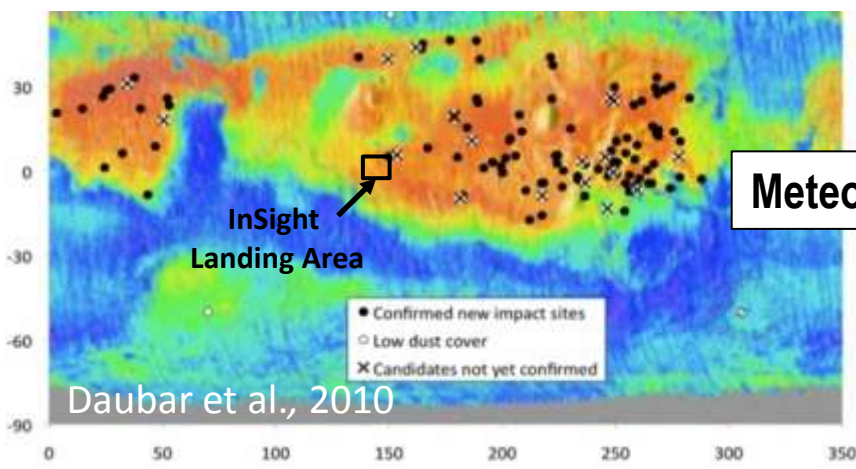 30
0
-30
-60
-90
InSight
Landing Area
Meteo
Confirmed new impact sites
Low dust cover
Candidates not yet confirmed
Daubar et al., 2010
0 50 100 150 200 250 300 350